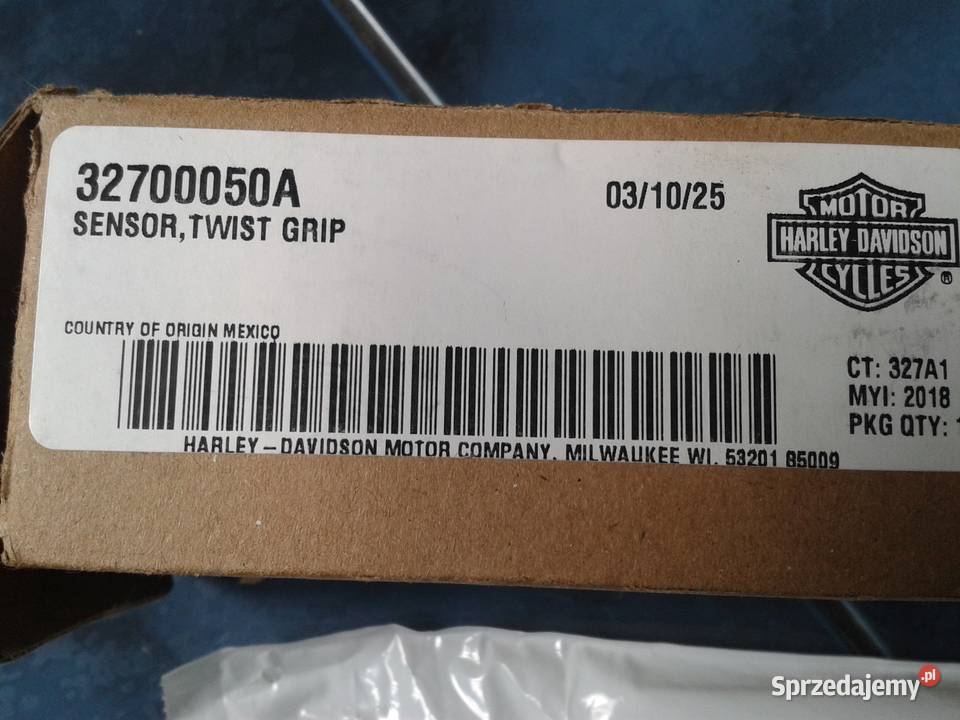 32700050A
SENSOR,TWIST GRIP
03/10/25
MOTOR
HARLEY-DAVIDSON
CYCLES
®
COUNTRY OF ORIGIN MEXICO
CT: 327A1
MYI: 2018
PKG QTY:
HARLEY-DAVIDSON MOTOR COMPANY. MILWAUKEE WI. 53201 85009
Sprzedajemy.pl